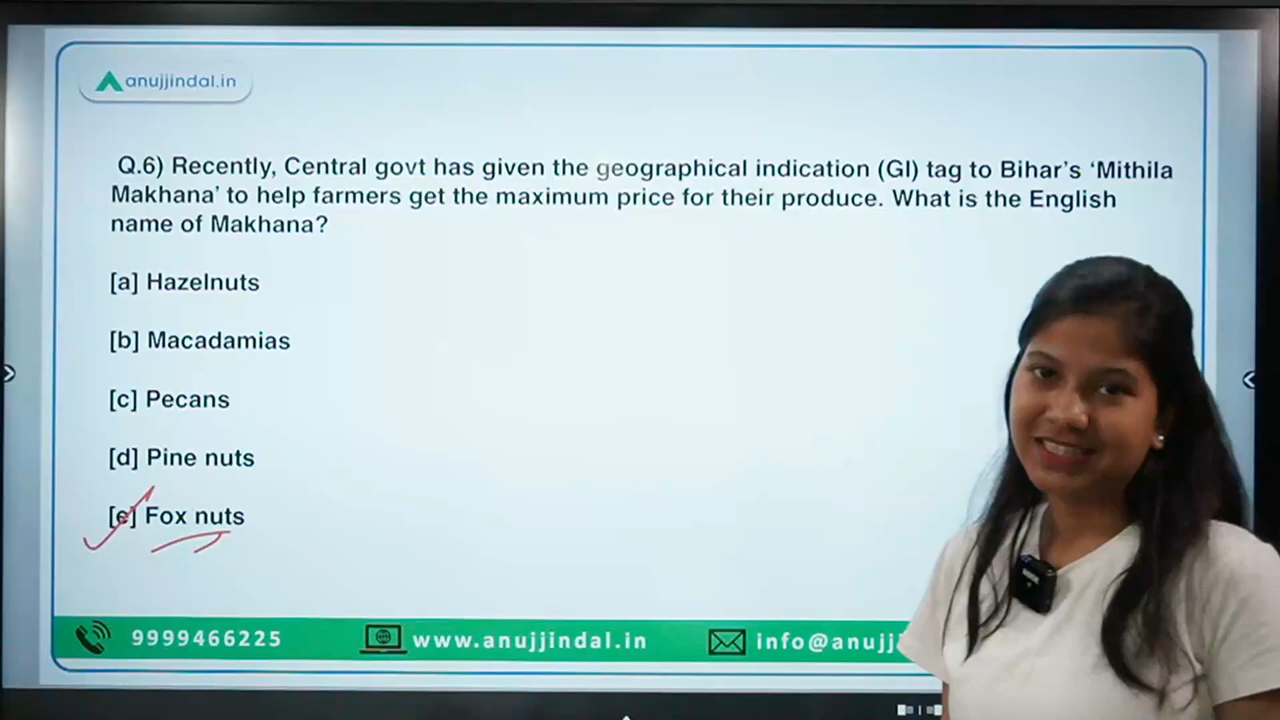 anujjindal.in
Q.6) Recently, Central govt has given the geographical indication (GI) tag to Bihar's ‘Mithila
Makhana’ to help farmers get the maximum price for their produce. What is the English
name of Makhana?
[a] Hazelnuts
[b] Macadamias
[c] Pecans
[d] Pine nuts
[e] Fox nuts
9999466225
www.anujjindal.in
info@anujj